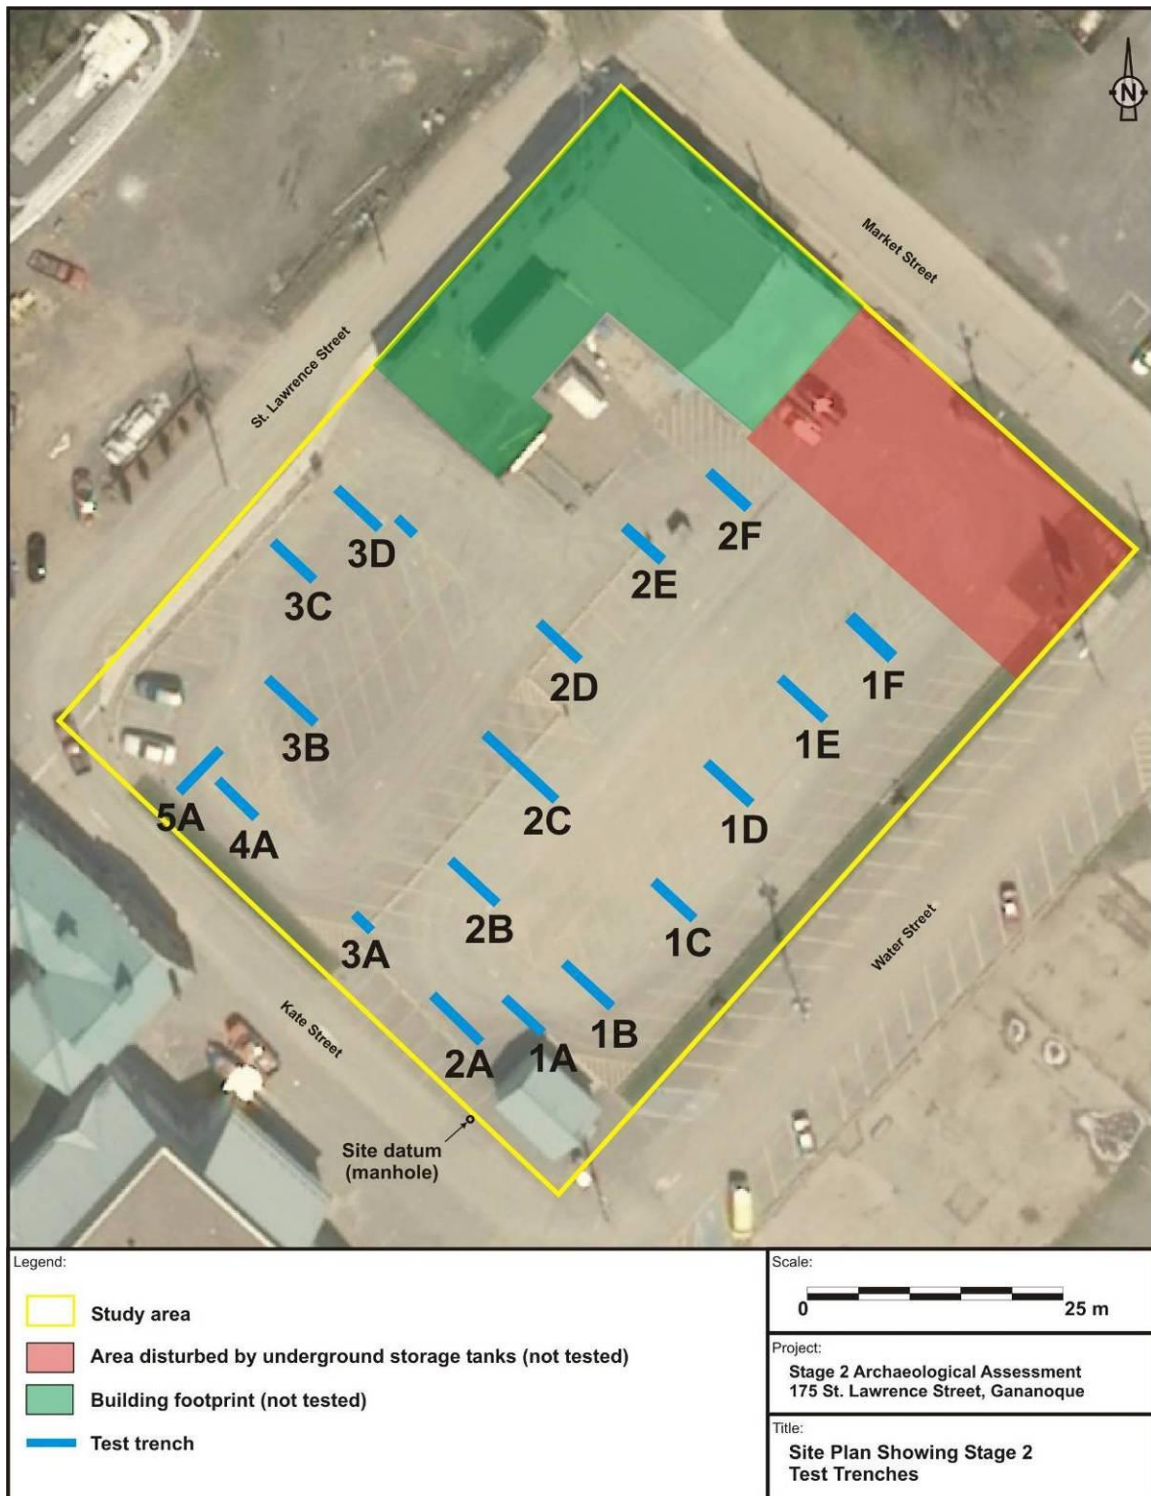 N
Market Street
St. Lawrence Street
2F
3D
2E
3C
2D
1F
3B
1E
5A
2C
4A
1D
2B
1C
3A
Water Street
Kate Street
1B
2A
1A
Site datum
(manhole)
Legend:
Study area
Area disturbed by underground storage tanks (not tested)
Building footprint (not tested)
Test trench
Scale:
0 25 m
Project:
Stage 2 Archaeological Assessment
175 St. Lawrence Street, Gananoque
Title:
Site Plan Showing Stage 2
Test Trenches